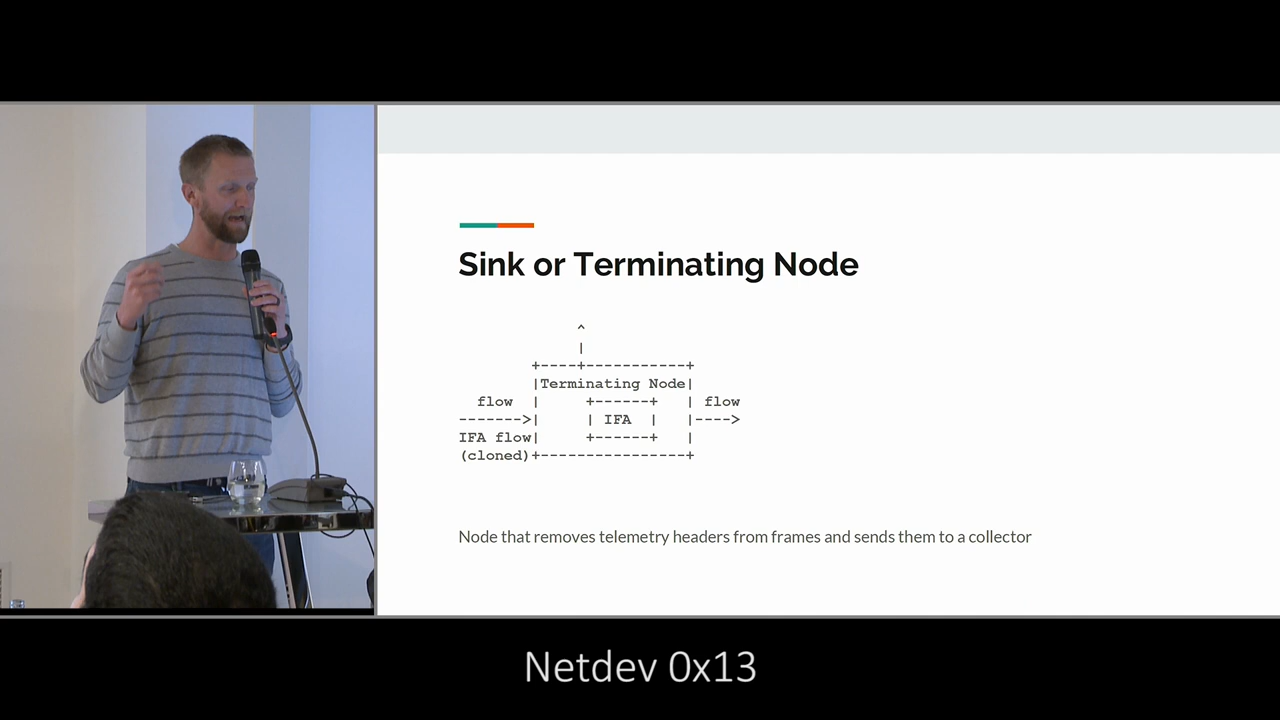 Sink or Terminating Node
^
|
+----+-----------+
|Terminating Node|
flow | +------+ | flow
------->| | IFA | |---->
IFA flow| +------+ |
(cloned)+----------------+
Node that removes telemetry headers from frames and sends them to a collector
Netdev 0x13